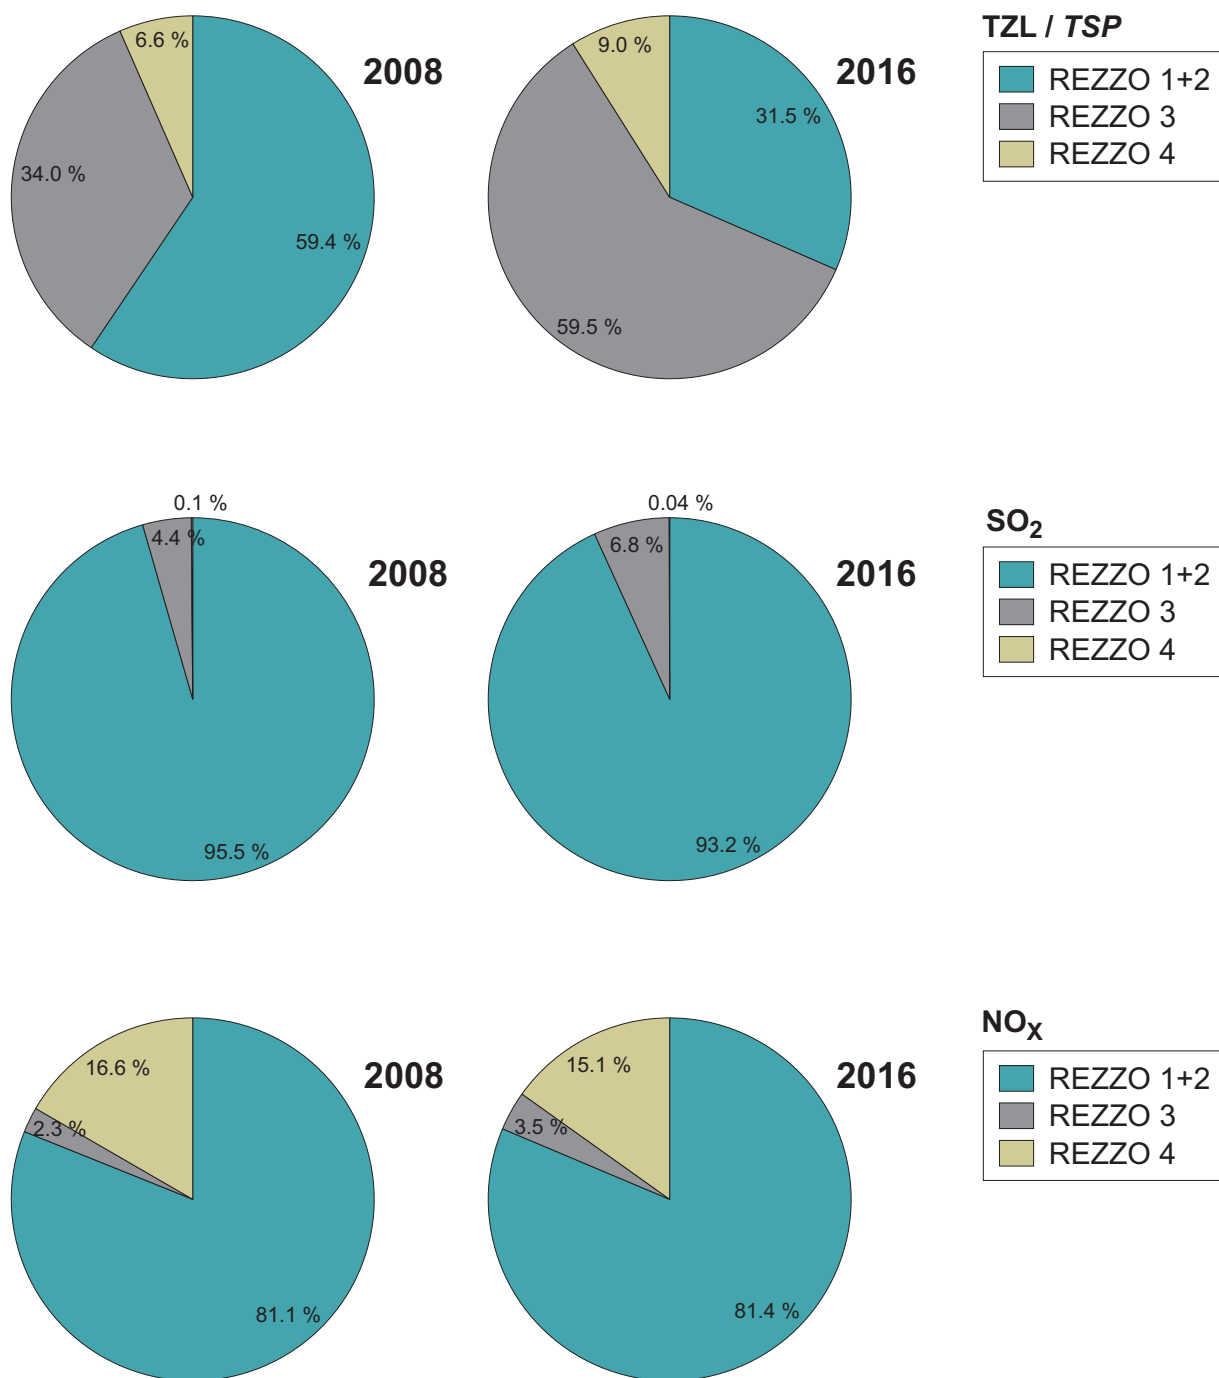 TZL / TSP
2008
6.6 %
34.0 %
59.4 %
2016
9.0 %
31.5 %
59.5 %
REZZO 1+2
REZZO 3
REZZO 4
SO2
2008
0.1 %
4.4 %
95.5 %
2016
0.04 %
6.8 %
93.2 %
REZZO 1+2
REZZO 3
REZZO 4
NOX
2008
16.6 %
2.3 %
81.1 %
2016
15.1 %
3.5 %
81.4 %
REZZO 1+2
REZZO 3
REZZO 4